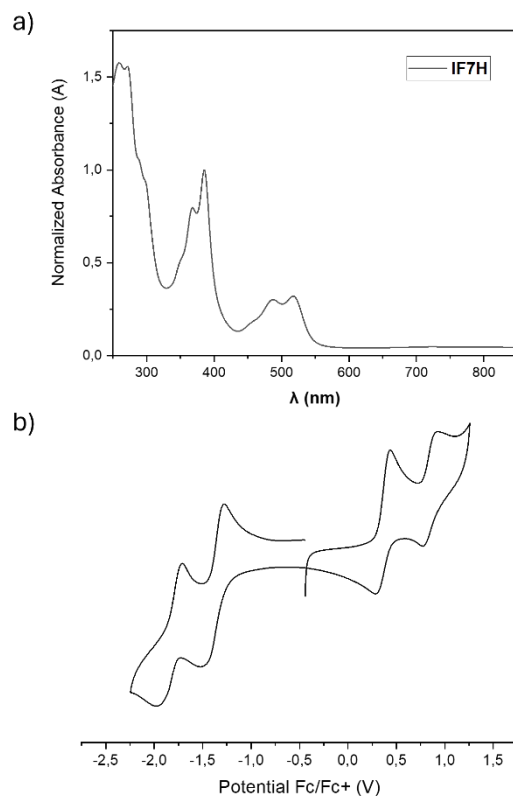 a)
IF7H
1,5
1,0
0,5
0,0
Normalized Absorbance (A)
300 400 500 600 700 800
λ (nm)
b)
-2,5 -2,0 -1,5 -1,0 -0,5 0,0 0,5 1,0 1,5
Potential Fc/Fc+ (V)